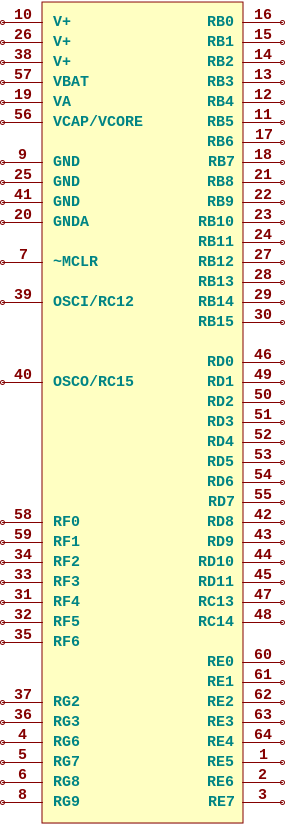 10 V+ RB0 16
26 V+ RB1 15
38 V+ RB2 14
57 VBAT RB3 13
19 VA RB4 12
56 VCAP/VCORE RB5 11
RB6 17
9 GND RB7 18
25 GND RB8 21
41 GND RB9 22
20 GNDA RB10 23
RB11 24
7 ~MCLR RB12 27
RB13 28
39 OSCI/RC12 RB14 29
RB15 30
RD0 46
40 OSCO/RC15 RD1 49
RD2 50
RD3 51
RD4 52
RD5 53
RD6 54
RD7 55
58 RF0 RD8 42
59 RF1 RD9 43
34 RF2 RD10 44
33 RF3 RD11 45
31 RF4 RC13 47
32 RF5 RC14 48
35 RF6
RE0 60
RE1 61
37 RG2 RE2 62
36 RG3 RE3 63
4 RG6 RE4 64
5 RG7 RE5 1
6 RG8 RE6 2
8 RG9 RE7 3